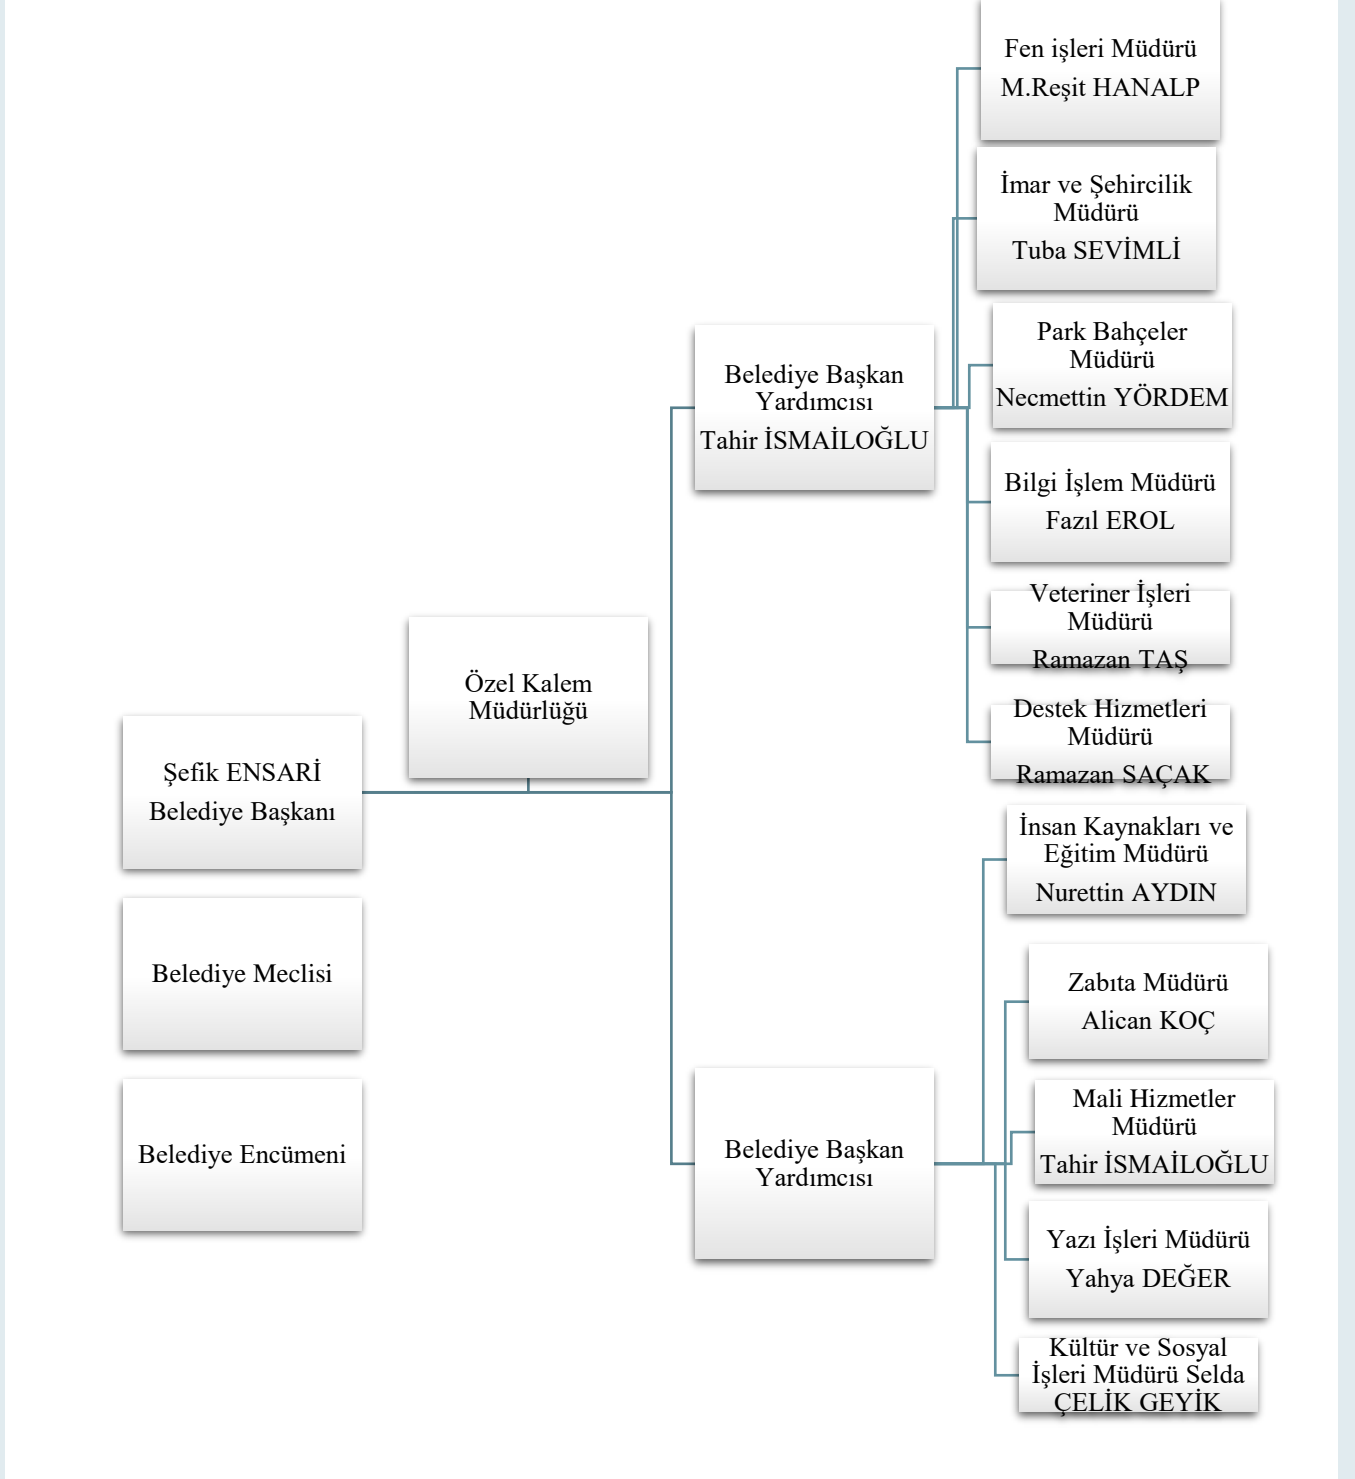 Fen işleri Müdürü
M.Reşit HANALP
İmar ve Şehircilik
Müdürü
Tuba SEVİMLİ
Park Bahçeler
Müdürü
Necmettin YÖRDEM
Belediye Başkan
Yardımcısı
Tahir İSMAİLOĞLU
Bilgi İşlem Müdürü
Fazıl EROL
Veteriner İşleri
Müdürü
Ramazan TAŞ
Özel Kalem
Müdürlüğü
Destek Hizmetleri
Müdürü
Ramazan SAÇAK
Şefik ENSARİ
Belediye Başkanı
İnsan Kaynakları ve
Eğitim Müdürü
Nurettin AYDIN
Belediye Meclisi
Zabıta Müdürü
Alican KOÇ
Mali Hizmetler
Müdürü
Tahir İSMAİLOĞLU
Belediye Encümeni
Belediye Başkan
Yardımcısı
Yazı İşleri Müdürü
Yahya DEĞER
Kültür ve Sosyal
İşleri Müdürü Selda
ÇELİK GEYİK